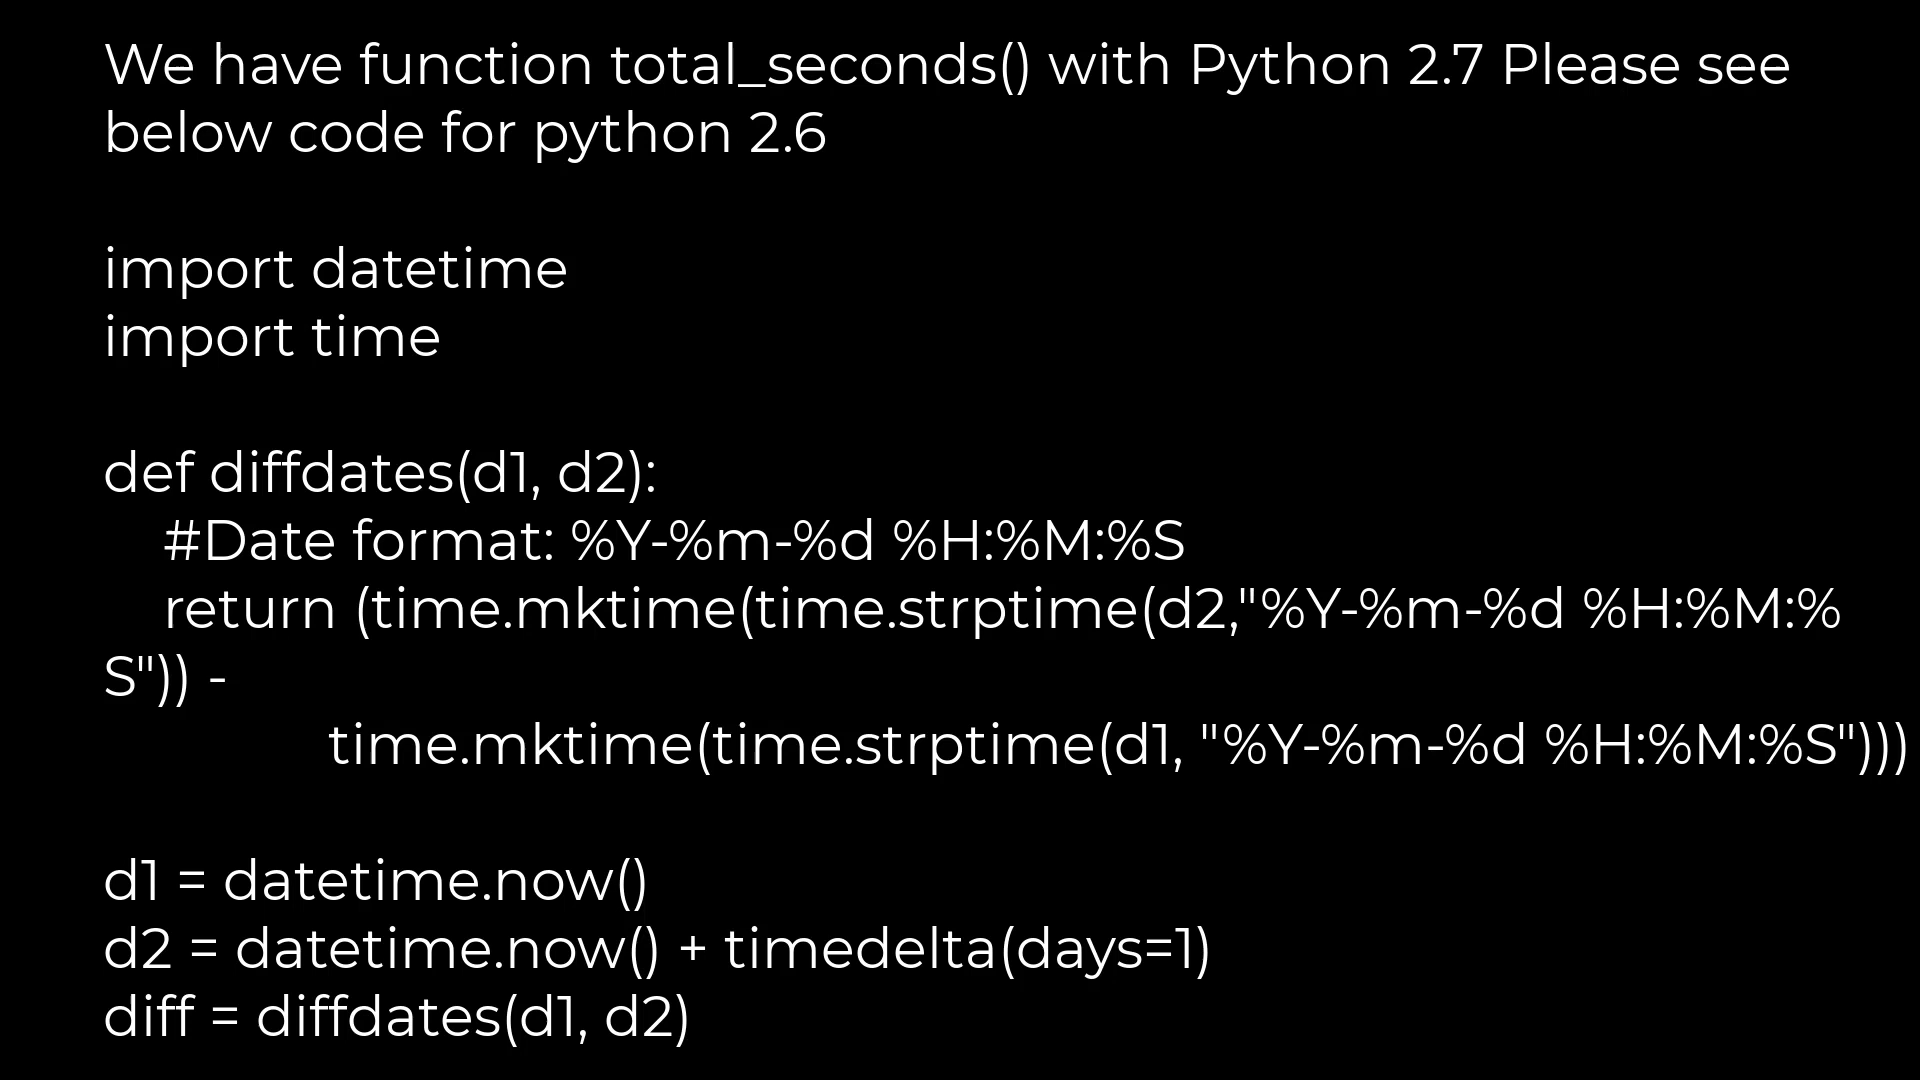 We have function total_seconds() with Python 2.7 Please see
below code for python 2.6
import datetime
import time
def diffdates(d1, d2):
#Date format: %Y-%m-%d %H:%M:%S
return (time.mktime(time.strptime(d2,"%Y-%m-%d %H:%M:%
S")) -
time.mktime(time.strptime(d1, "%Y-%m-%d %H:%M:%S")))
d1 = datetime.now()
d2 = datetime.now() + timedelta(days=1)
diff = diffdates(d1, d2)